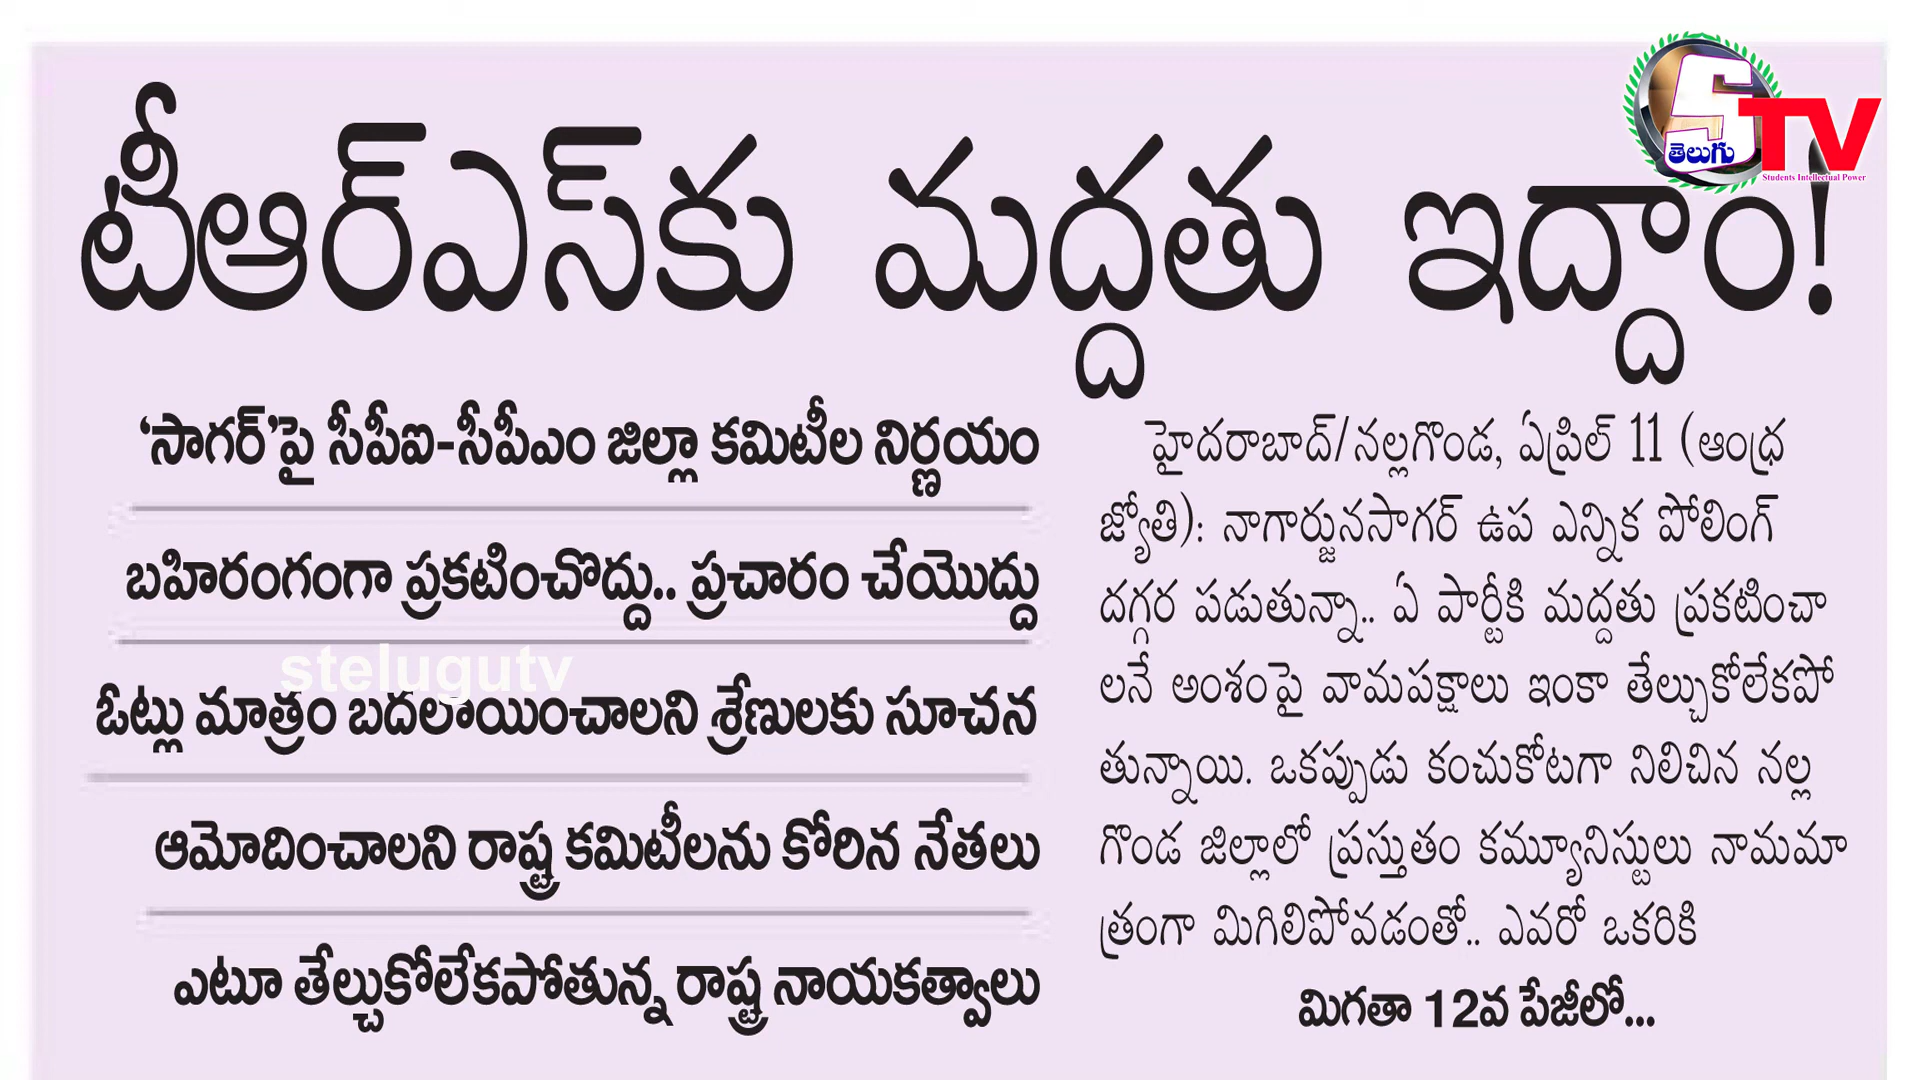 తెలుగు
STV
Students Intellectual Power
టీఆర్ఎస్‌కు మద్దతు ఇద్దాం!
‘సాగర్’పై సీపీఐ-సీపీఎం జిల్లా కమిటీల నిర్ణయం
బహిరంగంగా ప్రకటించొద్దు.. ప్రచారం చేయొద్దు
stelugutv
ఓట్లు మాత్రం బదలాయించాలని శ్రేణులకు సూచన
ఆమోదించాలని రాష్ట్ర కమిటీలను కోరిన నేతలు
ఎటూ తేల్చుకోలేకపోతున్న రాష్ట్ర నాయకత్వాలు
హైదరాబాద్/నల్లగొండ, ఏప్రిల్ 11 (ఆంధ్ర
జ్యోతి): నాగార్జునసాగర్ ఉప ఎన్నిక పోలింగ్
దగ్గర పడుతున్నా.. ఏ పార్టీకి మద్దతు ప్రకటించా
లనే అంశంపై వామపక్షాలు ఇంకా తేల్చుకోలేకపో
తున్నాయి. ఒకప్పుడు కంచుకోటగా నిలిచిన నల్ల
గొండ జిల్లాలో ప్రస్తుతం కమ్యూనిస్టులు నామమా
త్రంగా మిగిలిపోవడంతో.. ఎవరో ఒకరికి
మిగతా 12వ పేజీలో...